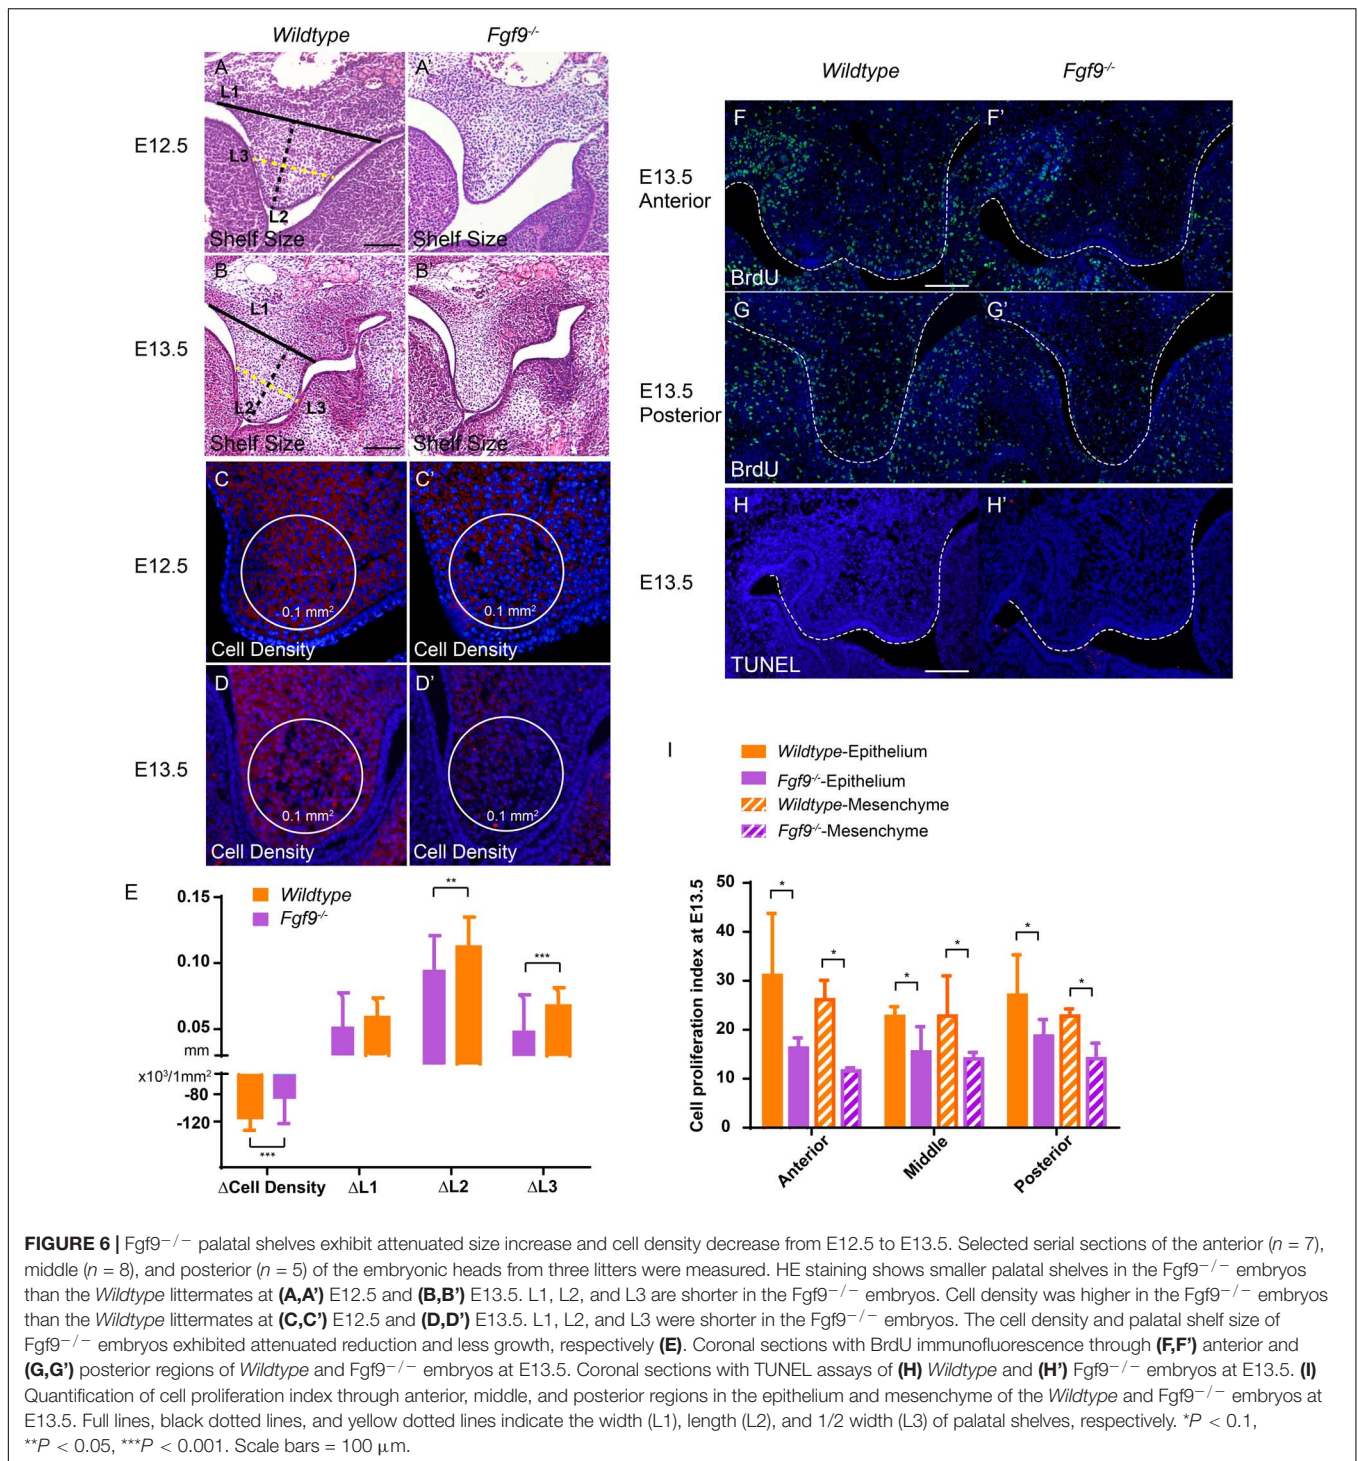 Wildtype
Fgf9-/-
A
L1
L3
L2
Shelf Size
A'
Shelf Size
E12.5
B
L1
L2
L3
Shelf Size
B'
Shelf Size
E13.5
C
0.1 mm²
Cell Density
C'
0.1 mm²
Cell Density
E12.5
D
0.1 mm²
Cell Density
D'
0.1 mm²
Cell Density
E13.5
E
Wildtype
Fgf9-/-
0.15
0.10
0.05
mm
x10³/1mm²
-80
-120
***
**
***
ΔCell Density
ΔL1
ΔL2
ΔL3
Wildtype
Fgf9-/-
E13.5
Anterior
F
BrdU
F'
E13.5
Posterior
G
BrdU
G'
E13.5
H
TUNEL
H'
I
Wildtype-Epithelium
Fgf9-/--Epithelium
Wildtype-Mesenchyme
Fgf9-/--Mesenchyme
Cell proliferation index at E13.5
50
40
30
20
10
0
*
*
*
*
*
*
Anterior
Middle
Posterior
FIGURE 6 | Fgf9−/− palatal shelves exhibit attenuated size increase and cell density decrease from E12.5 to E13.5. Selected serial sections of the anterior (n = 7),
middle (n = 8), and posterior (n = 5) of the embryonic heads from three litters were measured. HE staining shows smaller palatal shelves in the Fgf9−/− embryos
than the Wildtype littermates at (A,A') E12.5 and (B,B') E13.5. L1, L2, and L3 are shorter in the Fgf9−/− embryos. Cell density was higher in the Fgf9−/− embryos
than the Wildtype littermates at (C,C') E12.5 and (D,D') E13.5. L1, L2, and L3 were shorter in the Fgf9−/− embryos. The cell density and palatal shelf size of
Fgf9−/− embryos exhibited attenuated reduction and less growth, respectively (E). Coronal sections with BrdU immunofluorescence through (F,F') anterior and
(G,G') posterior regions of Wildtype and Fgf9−/− embryos at E13.5. Coronal sections with TUNEL assays of (H) Wildtype and (H') Fgf9−/− embryos at E13.5. (I)
Quantification of cell proliferation index through anterior, middle, and posterior regions in the epithelium and mesenchyme of the Wildtype and Fgf9−/− embryos at
E13.5. Full lines, black dotted lines, and yellow dotted lines indicate the width (L1), length (L2), and 1/2 width (L3) of palatal shelves, respectively. *P < 0.1,
**P < 0.05, ***P < 0.001. Scale bars = 100 μm.